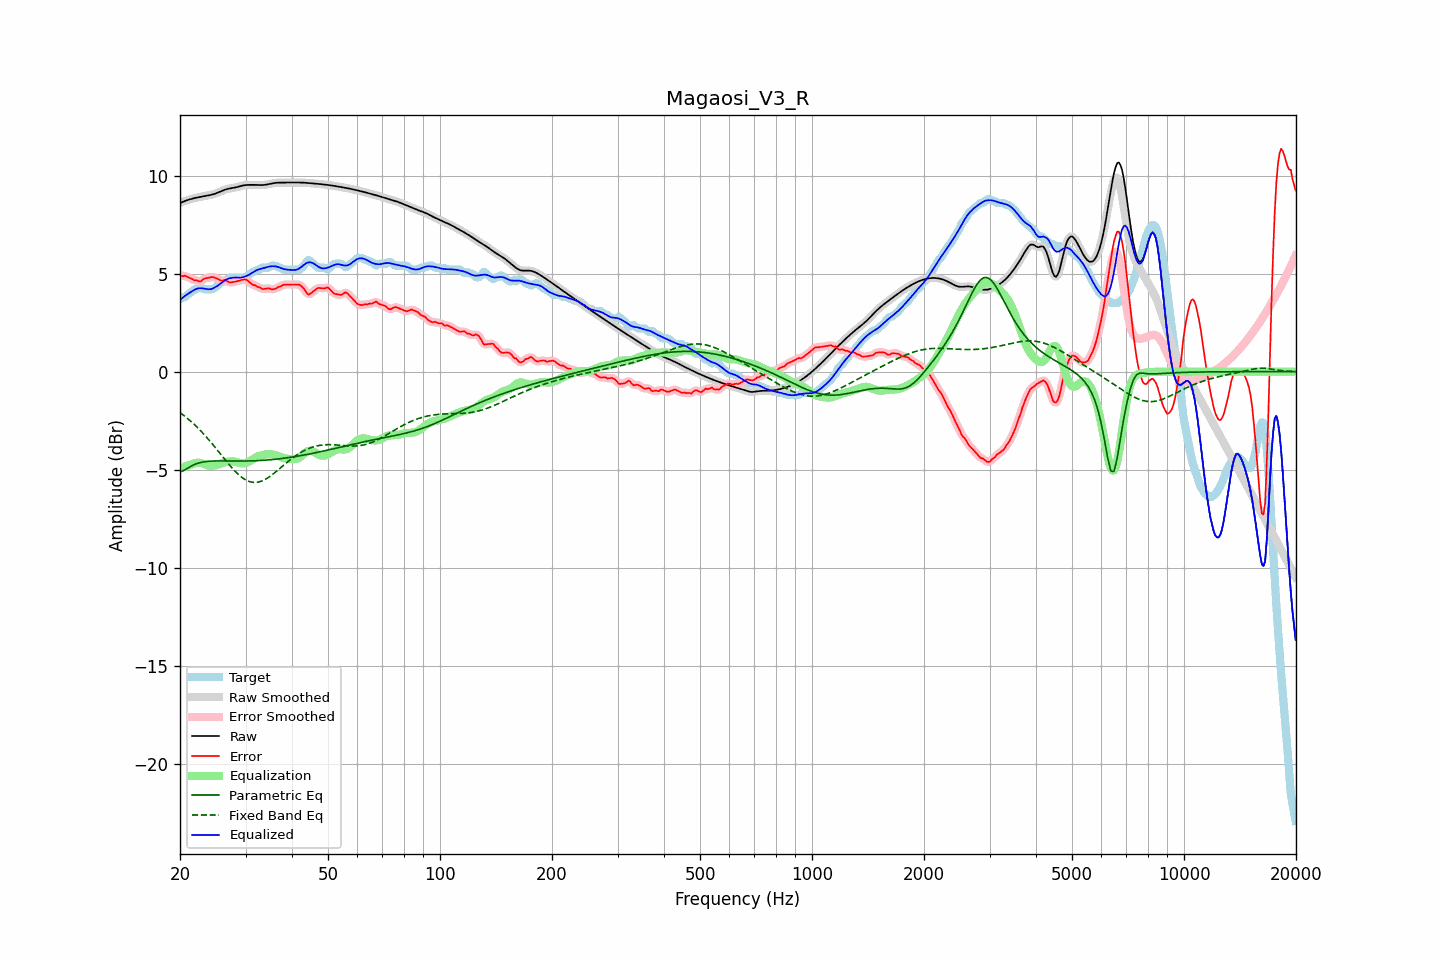 Magaosi_V3_R
Amplitude (dBr)
10
5
0
−5
−10
−15
−20
Target
Raw Smoothed
Error Smoothed
Raw
Error
Equalization
Parametric Eq
Fixed Band Eq
Equalized
20 50 100 200 500 1000 2000 5000 10000 20000
Frequency (Hz)